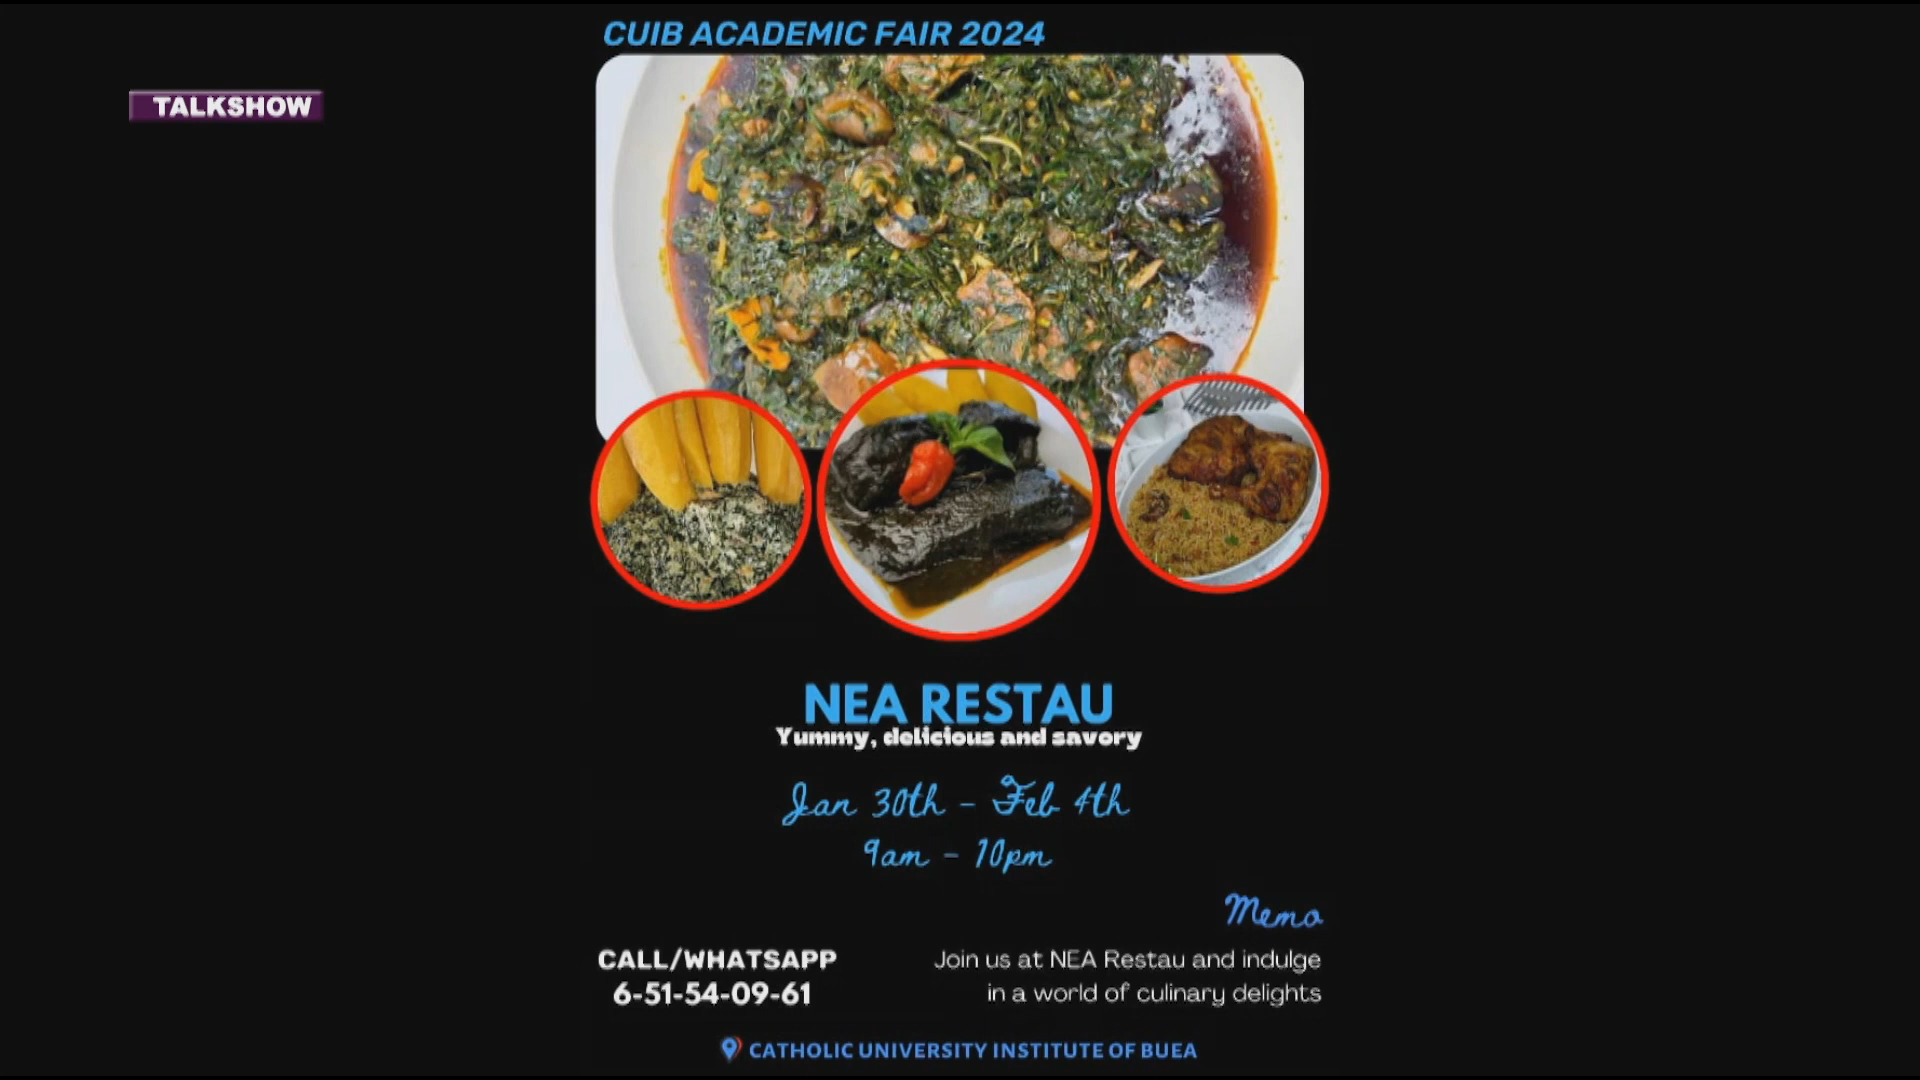 CUIB ACADEMIC FAIR 2024
TALKSHOW
NEA RESTAU
Yummy, delicious and savory
Jan 30th - Feb 4th
9am - 10pm
Memo
CALL/WHATSAPP
6-51-54-09-61
Join us at NEA Restau and indulge
in a world of culinary delights
CATHOLIC UNIVERSITY INSTITUTE OF BUEA